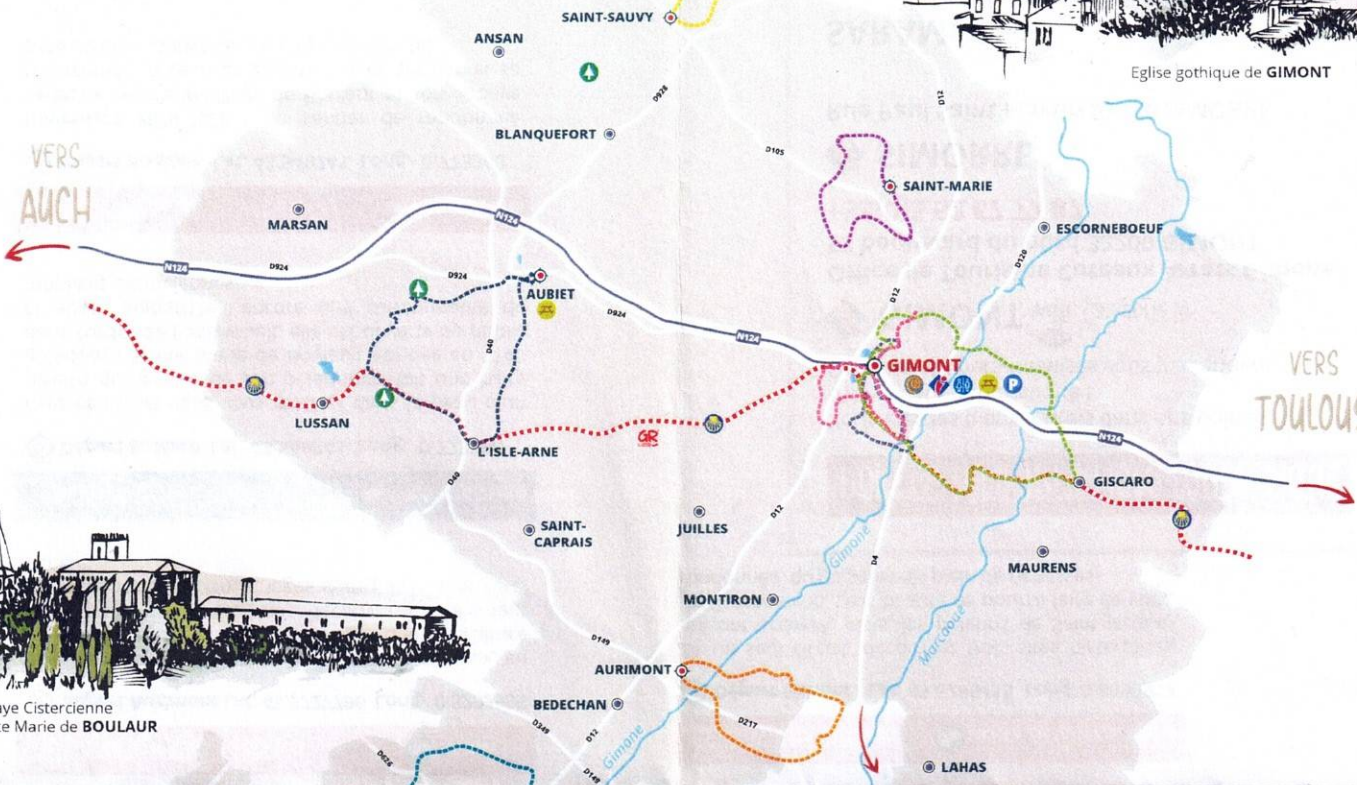 SAINT-SAUVY
ANSAN
D928
D12
Eglise gothique de GIMONT
BLANQUEFORT
D105
VERS
AUCH
SAINT-MARIE
MARSAN
N124
ESCORNEBOEUF
N124
D924
D924
D120
AUBIET
D12
D924
D40
N124
GIMONT
P
VERS
TOULOUS
LUSSAN
GR
N124
L'ISLE-ARNE
D40
GISCARO
SAINT-
CAPRAIS
JUILLES
D12
Gimone
D4
MAURENS
MONTIRON
Marcaoue
D149
AURIMONT
BEDECHAN
aye Cistercienne
te Marie de BOULAUR
D349
D12
D217
Gimone
D626
D149
LAHAS